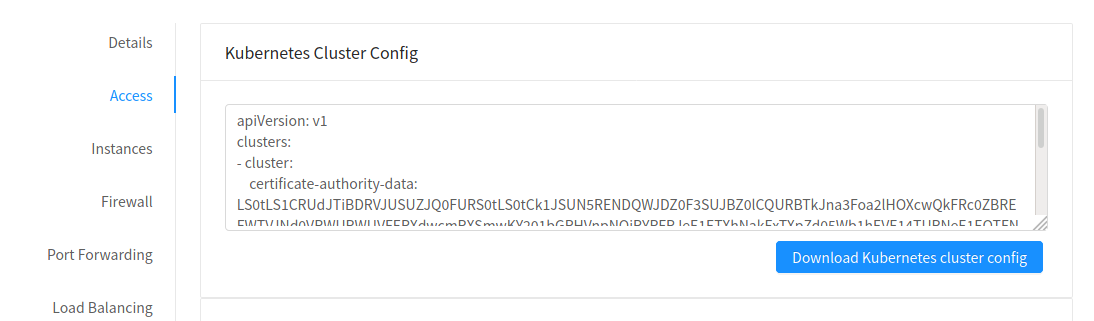 Details
Access
Instances
Firewall
Port Forwarding
Load Balancing
Kubernetes Cluster Config
apiVersion: v1
clusters:
- cluster:
certificate-authority-data:
LS0tLS1CRUdJTiBDRVJUSUZJQ0FURS0tLS0tCk1JSUN5RENDQWJDZ0F3SUJBZ0lCQURBTkJna3Foa2lHOXcwQkFRc0ZBRE
Download Kubernetes cluster config